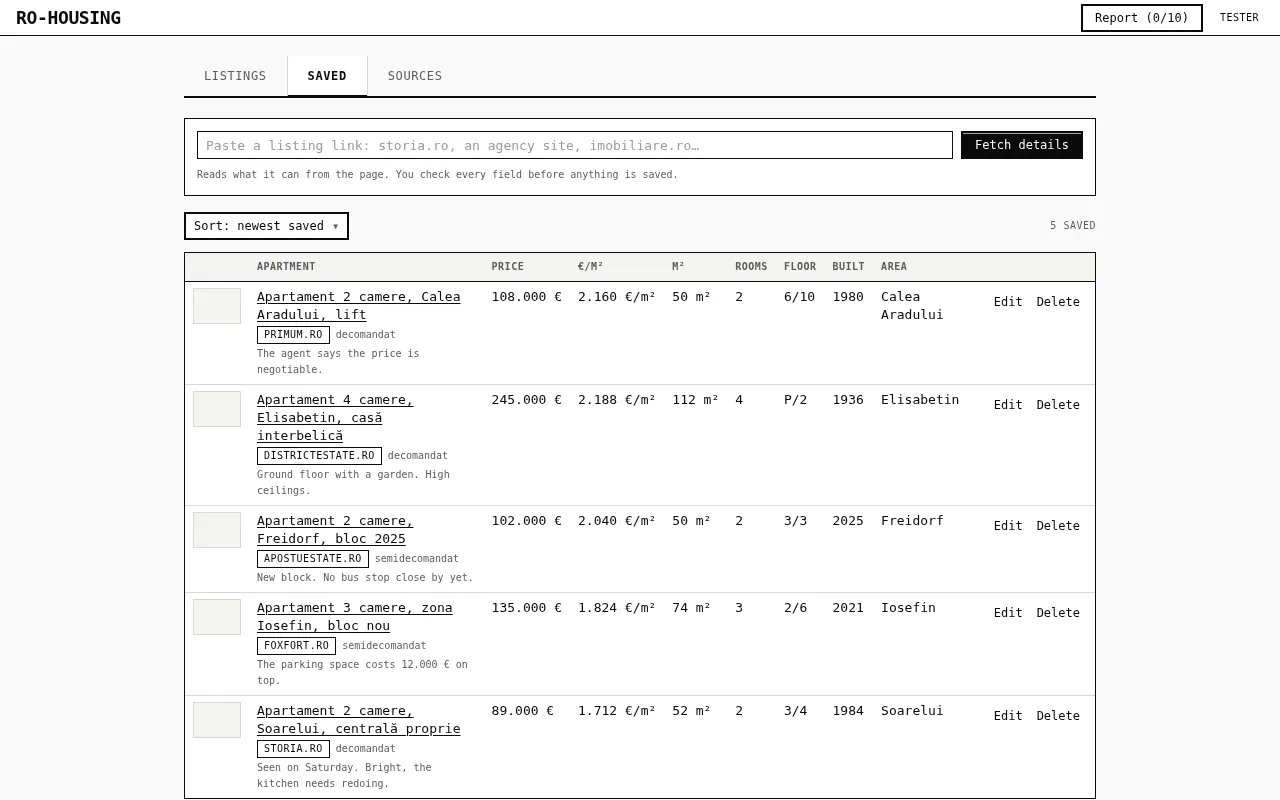 RO-HOUSING
Report (0/10)
TESTER
LISTINGS
SAVED
SOURCES
Paste a listing link: storia.ro, an agency site, imobiliare.ro…
Fetch details
Reads what it can from the page. You check every field before anything is saved.
Sort: newest saved ▾
5 SAVED
APARTMENT PRICE €/M² M² ROOMS FLOOR BUILT AREA
Apartament 2 camere, Calea 108.000 € 2.160 €/m² 50 m² 2 6/10 1980 Calea Edit Delete
Aradului, lift Aradului
PRIMUM.RO decomandat
The agent says the price is
negotiable.
Apartament 4 camere, 245.000 € 2.188 €/m² 112 m² 4 P/2 1936 Elisabetin Edit Delete
Elisabetin, casă
interbelică
DISTRICTESTATE.RO decomandat
Ground floor with a garden. High
ceilings.
Apartament 2 camere, 102.000 € 2.040 €/m² 50 m² 2 3/3 2025 Freidorf Edit Delete
Freidorf, bloc 2025
APOSTUESTATE.RO semidecomandat
New block. No bus stop close by yet.
Apartament 3 camere, zona 135.000 € 1.824 €/m² 74 m² 3 2/6 2021 Iosefin Edit Delete
Iosefin, bloc nou
FOXFORT.RO semidecomandat
The parking space costs 12.000 € on
top.
Apartament 2 camere, 89.000 € 1.712 €/m² 52 m² 2 3/4 1984 Soarelui Edit Delete
Soarelui, centrală proprie
STORIA.RO decomandat
Seen on Saturday. Bright, the
kitchen needs redoing.